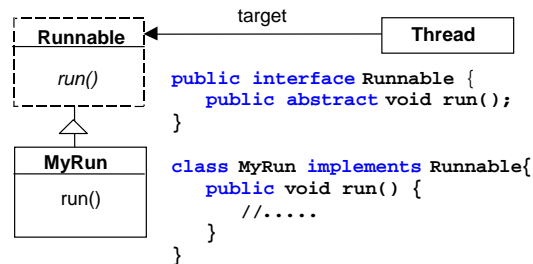 target
Runnable
Thread
run()
public interface Runnable {
public abstract void run();
}
MyRun
run()
class MyRun implements Runnable{
public void run() {
//.....
}
}